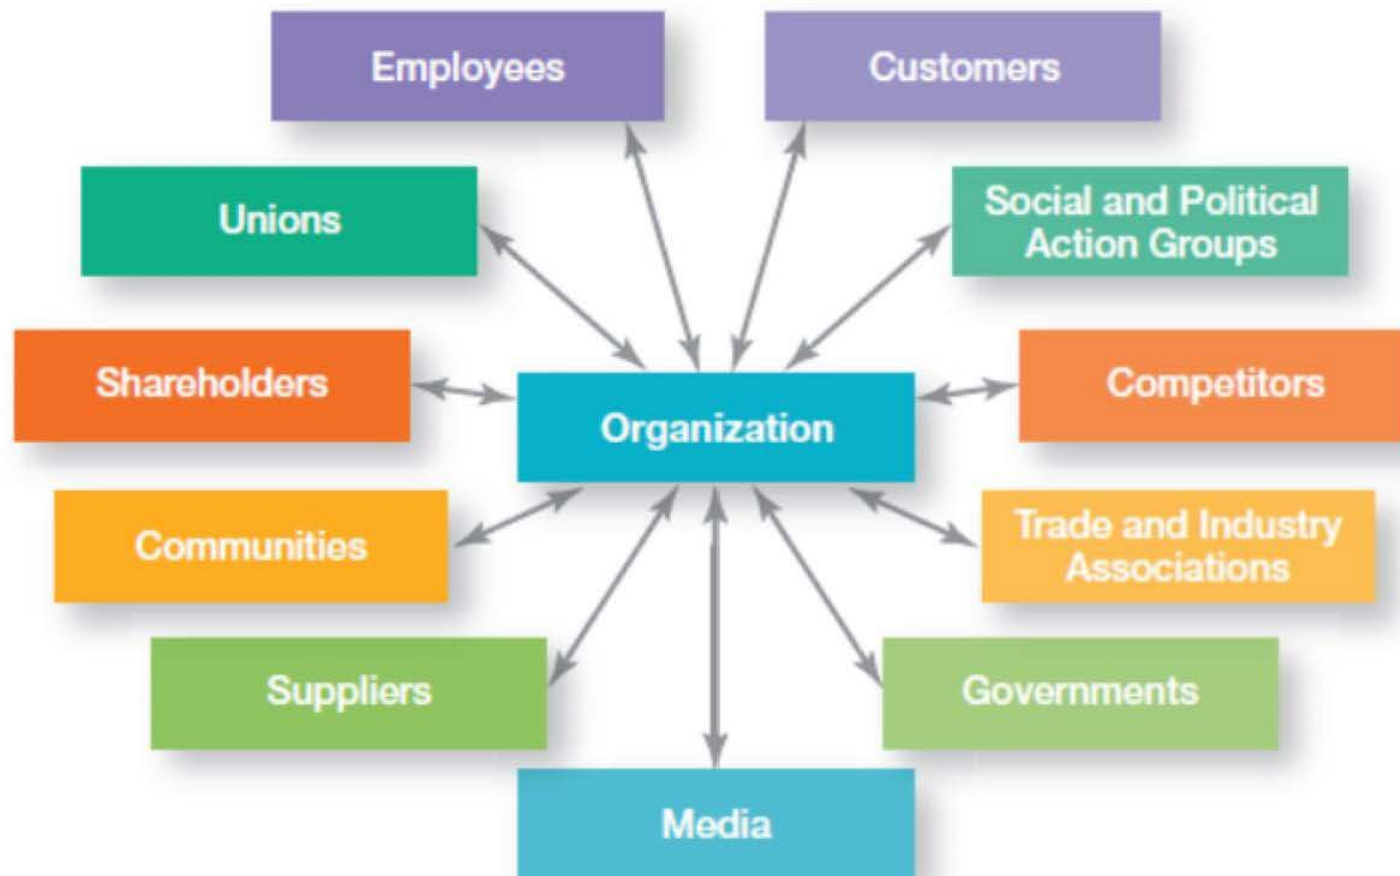 Employees
Customers
Unions
Social and Political
Action Groups
Shareholders
Competitors
Organization
Communities
Trade and Industry
Associations
Suppliers
Governments
Media